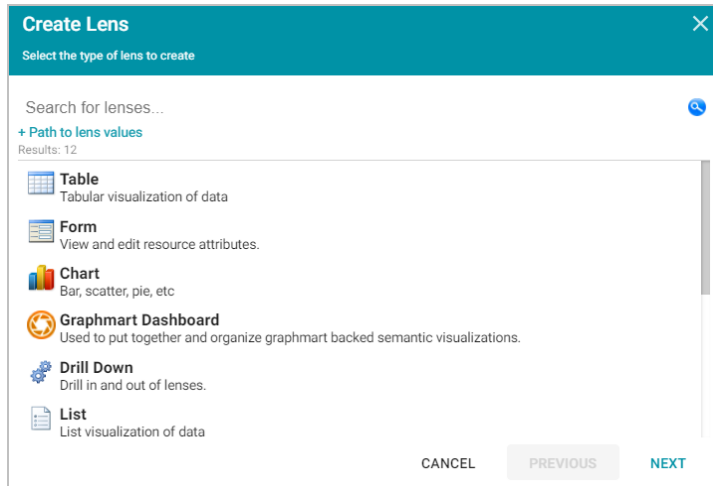 Create Lens
Select the type of lens to create
Search for lenses...
+ Path to lens values
Results: 12
Table
Tabular visualization of data
Form
View and edit resource attributes.
Chart
Bar, scatter, pie, etc
Graphmart Dashboard
Used to put together and organize graphmart backed semantic visualizations.
Drill Down
Drill in and out of lenses.
List
List visualization of data
CANCEL PREVIOUS NEXT